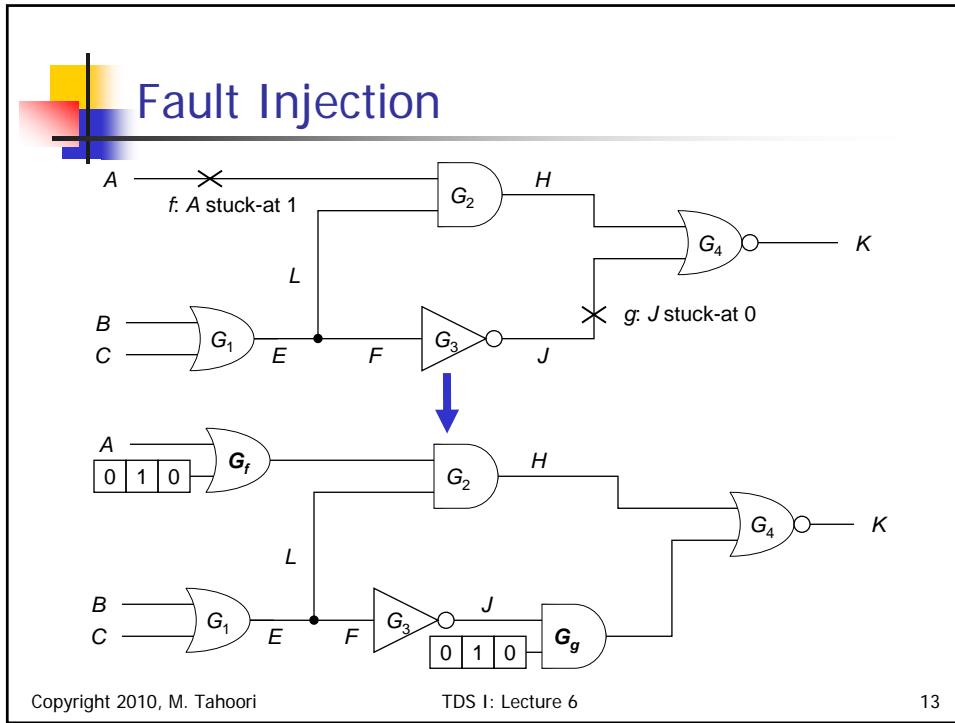 Fault Injection
A
f: A stuck-at 1
G2
H
G4
K
L
g: J stuck-at 0
B
C
G1
E
F
G3
J
A
0 1 0
Gf
G2
H
G4
K
L
B
C
G1
E
F
G3
J
0 1 0
Gg
Copyright 2010, M. Tahoori TDS I: Lecture 6 13